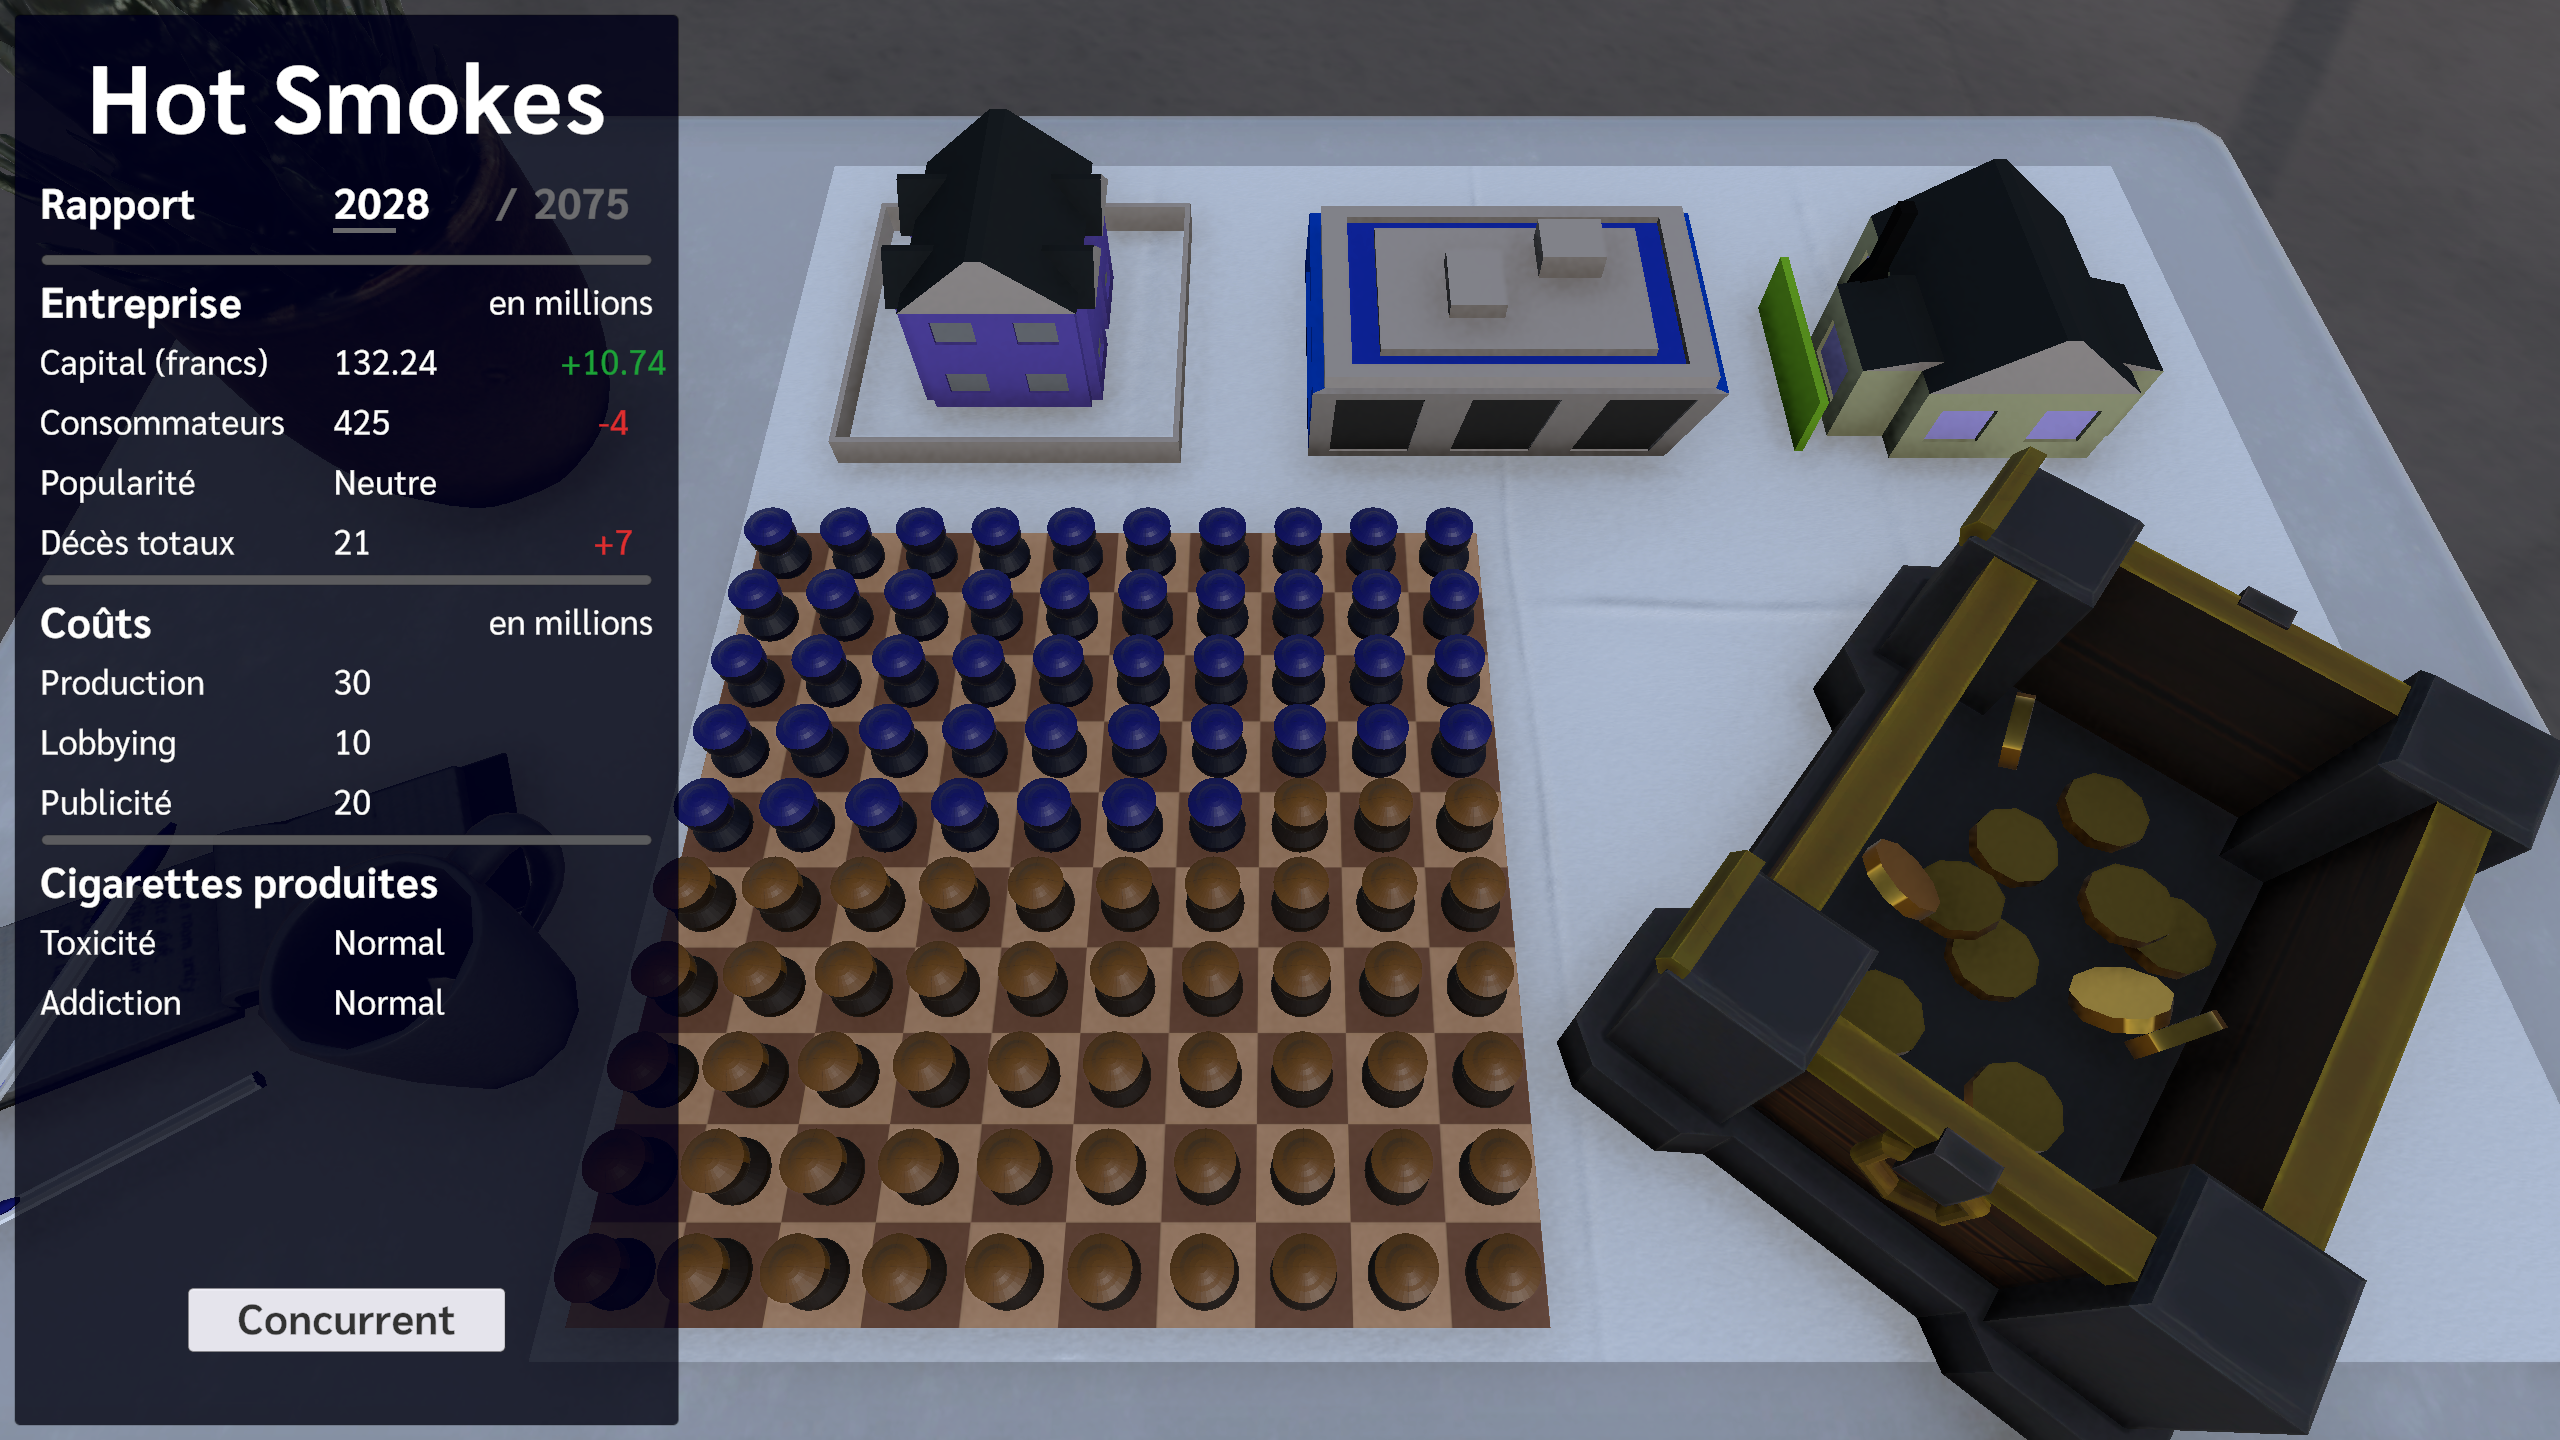 Hot Smokes
Rapport 2028 / 2075
Entreprise en millions
Capital (francs) 132.24 +10.74
Consommateurs 425 -4
Popularité Neutre
Décès totaux 21 +7
Coûts en millions
Production 30
Lobbying 10
Publicité 20
Cigarettes produites
Toxicité Normal
Addiction Normal
Concurrent